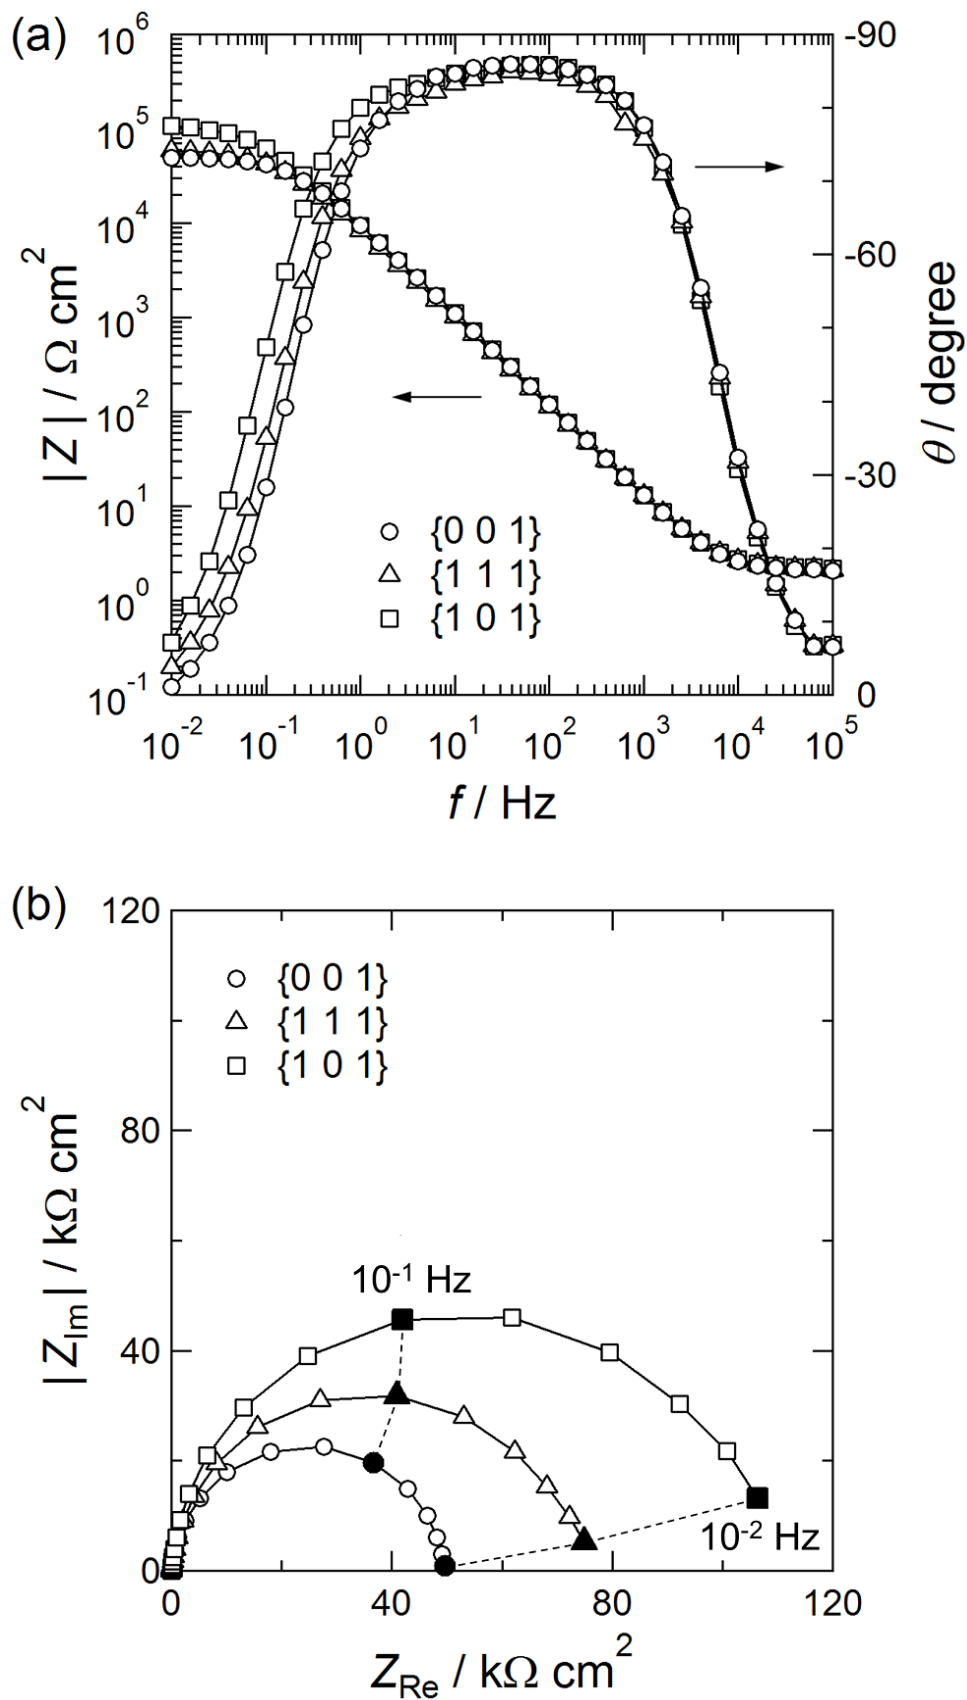 (a)
10^6
10^5
10^4
10^3
10^2
10^1
10^0
10^-1
|Z| / Ω cm^2
-90
-60
-30
0
θ / degree
{0 0 1}
{1 1 1}
{1 0 1}
10^-2 10^-1 10^0 10^1 10^2 10^3 10^4 10^5
f / Hz
(b)
120
80
40
0
|Z_Im| / kΩ cm^2
{0 0 1}
{1 1 1}
{1 0 1}
10^-1 Hz
10^-2 Hz
0 40 80 120
Z_Re / kΩ cm^2